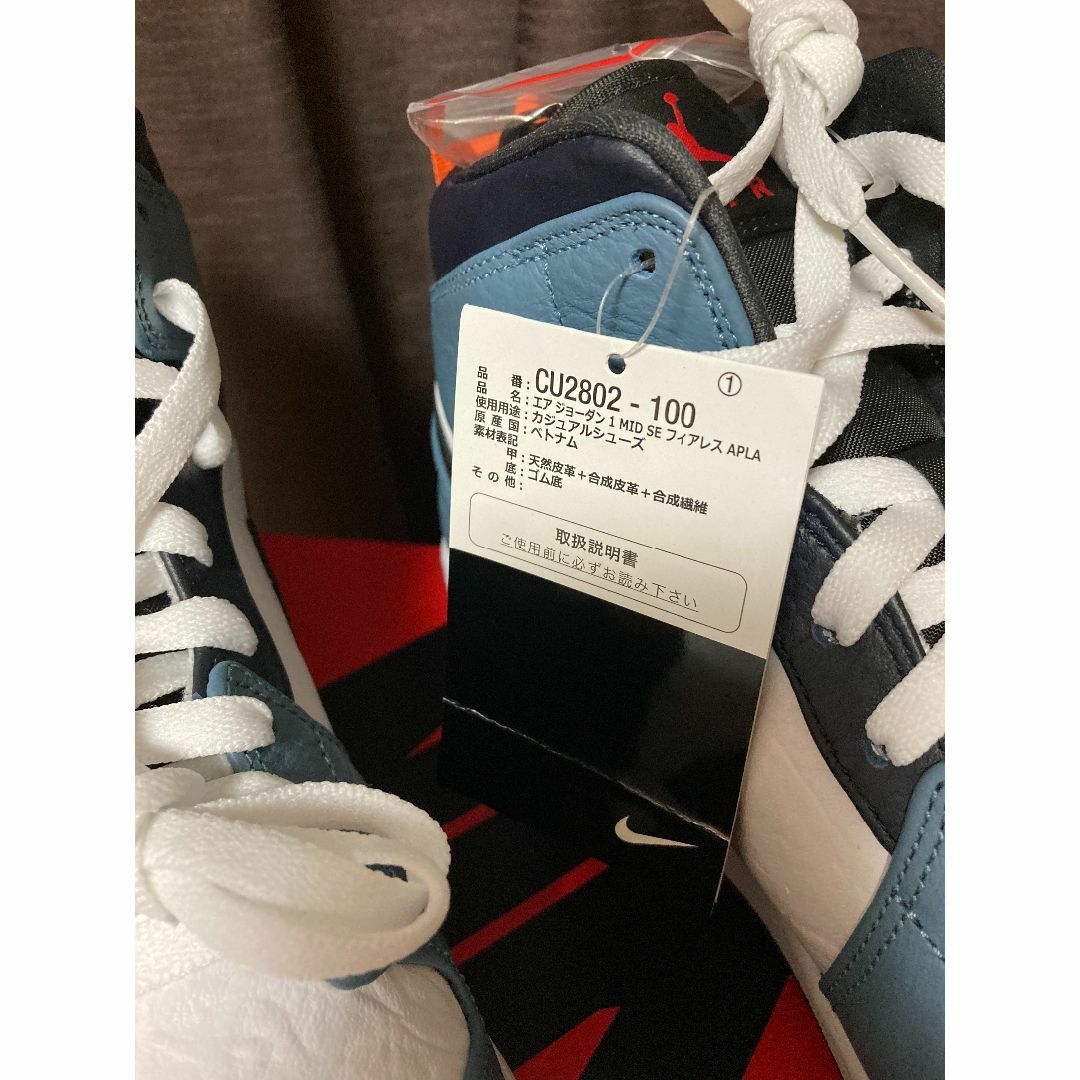 AIR
①
品番：CU2802 - 100
品名：エア ジョーダン 1 MID SE フィアレス APLA
使用用途：カジュアルシューズ
原産国：ベトナム
素材表記
甲：天然皮革＋合成皮革＋合成繊維
底：ゴム底
その他：
取扱説明書
ご使用前に必ずお読み下さい